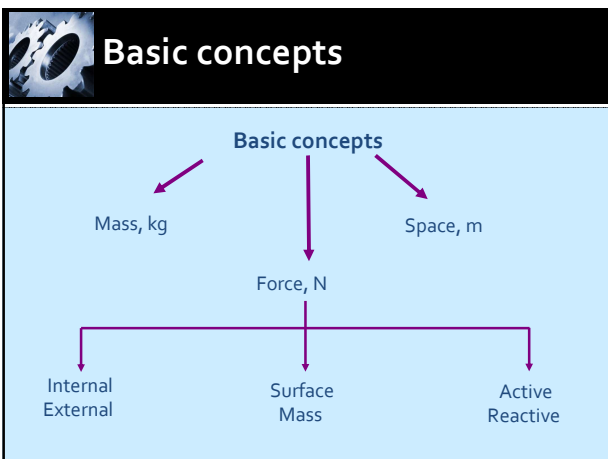 Basic concepts
Basic concepts
Mass, kg
Space, m
Force, N
Internal
External
Surface
Mass
Active
Reactive